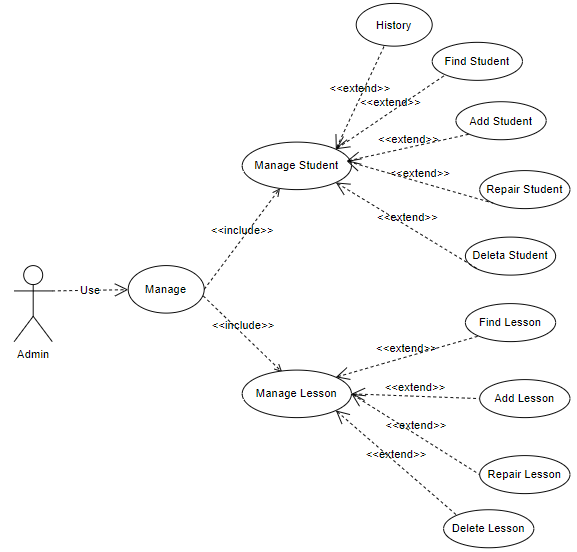 History
Find Student
<<extend>>
<<extend>>
Add Student
<<extend>>
Manage Student
<<extend>>
Repair Student
<<extend>>
<<include>>
Deleta Student
Use
Manage
Admin
<<include>>
Find Lesson
<<extend>>
Manage Lesson
<<extend>>
Add Lesson
<<extend>>
<<extend>>
Repair Lesson
Delete Lesson